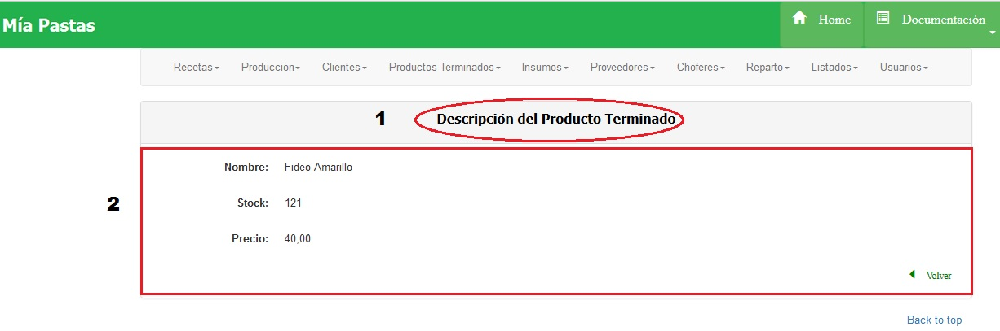 Mía Pastas Home Documentación
Recetas Produccion Clientes Productos Terminados Insumos Proveedores Choferes Reparto Listados Usuarios
1 Descripción del Producto Terminado
Nombre: Fideo Amarillo
2 Stock: 121
Precio: 40,00
Volver
Back to top